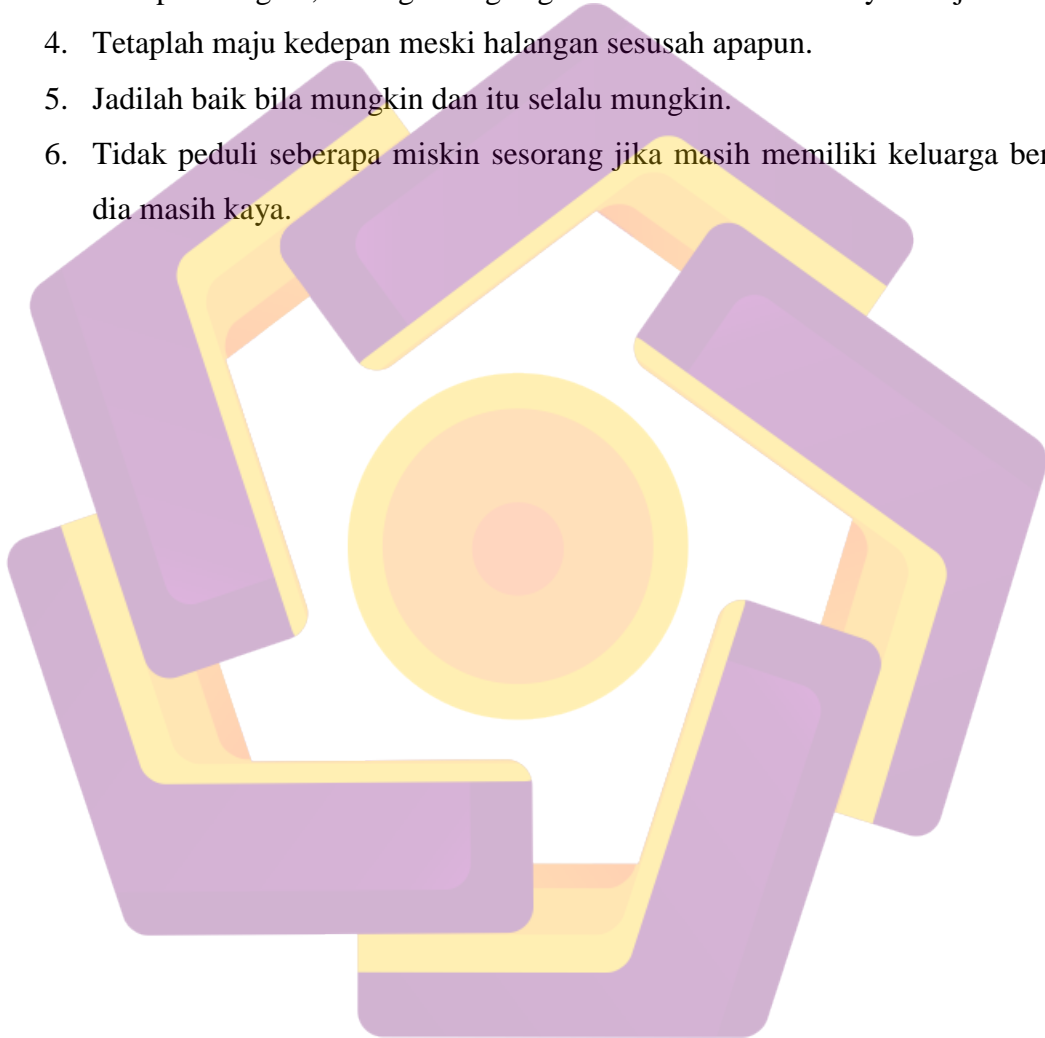 4. Tetaplah maju kedepan meski halangan sesusah apapun.
5. Jadilah baik bila mungkin dan itu selalu mungkin.
6. Tidak peduli seberapa miskin sesorang jika masih memiliki keluarga
dia masih kaya.